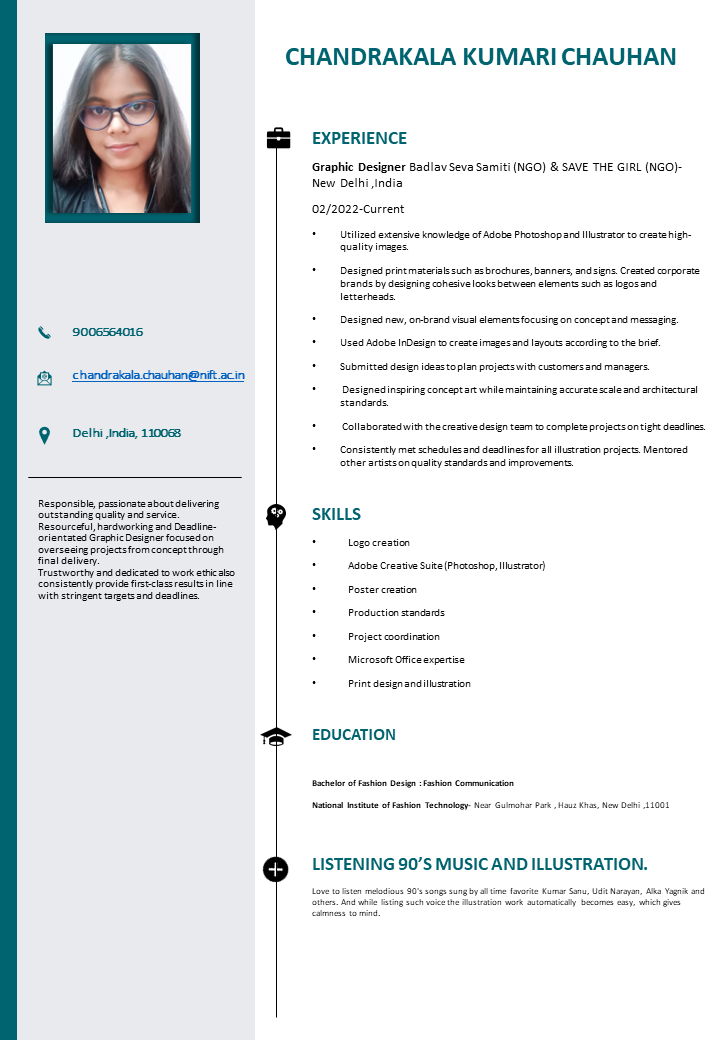 CHANDRAKALA KUMARI CHAUHAN
9006564016
chandrakala.chauhan@nift.ac.in
Delhi ,India, 110068
Responsible, passionate about delivering
outstanding quality and service.
Resourceful, hardworking and Deadline-
orientated Graphic Designer focused on
overseeing projects from concept through
final delivery.
Trustworthy and dedicated to work ethic also
consistently provide first-class results in line
with stringent targets and deadlines.
EXPERIENCE
Graphic Designer Badlav Seva Samiti (NGO) & SAVE THE GIRL (NGO)-
New Delhi ,India
02/2022-Current
• Utilized extensive knowledge of Adobe Photoshop and Illustrator to create high-
quality images.
• Designed print materials such as brochures, banners, and signs. Created corporate
brands by designing cohesive looks between elements such as logos and
letterheads.
• Designed new, on-brand visual elements focusing on concept and messaging.
• Used Adobe InDesign to create images and layouts according to the brief.
• Submitted design ideas to plan projects with customers and managers.
• Designed inspiring concept art while maintaining accurate scale and architectural
standards.
• Collaborated with the creative design team to complete projects on tight deadlines.
• Consistently met schedules and deadlines for all illustration projects. Mentored
other artists on quality standards and improvements.
SKILLS
• Logo creation
• Adobe Creative Suite (Photoshop, Illustrator)
• Poster creation
• Production standards
• Project coordination
• Microsoft Office expertise
• Print design and illustration
EDUCATION
Bachelor of Fashion Design : Fashion Communication
National Institute of Fashion Technology- Near Gulmohar Park , Hauz Khas, New Delhi ,11001
LISTENING 90'S MUSIC AND ILLUSTRATION.
Love to listen melodious 90's songs sung by all time favorite Kumar Sanu, Udit Narayan, Alka Yagnik and
others. And while listing such voice the illustration work automatically becomes easy, which gives
calmness to mind.